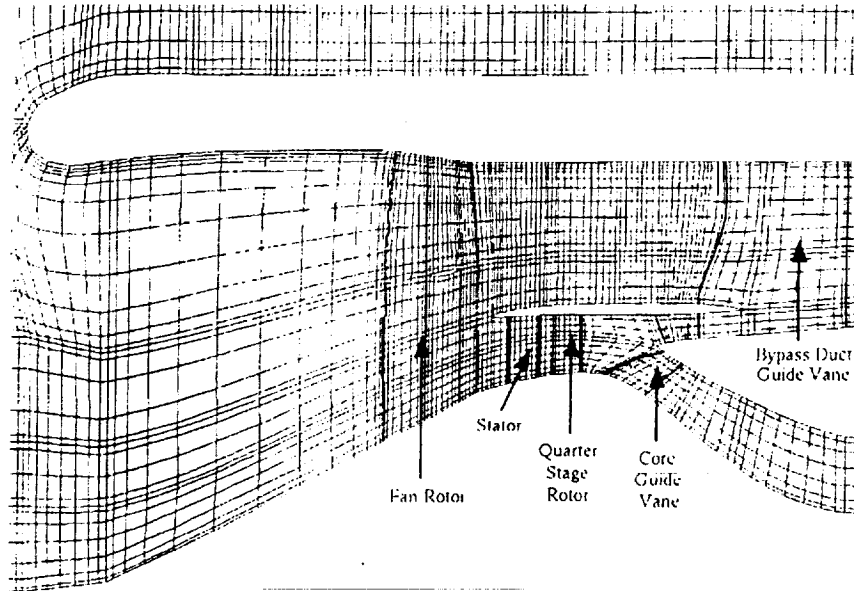 Bypass Duct
Guide Vane
Stator
Quarter
Stage
Rotor
Core
Guide
Vane
Fan Rotor